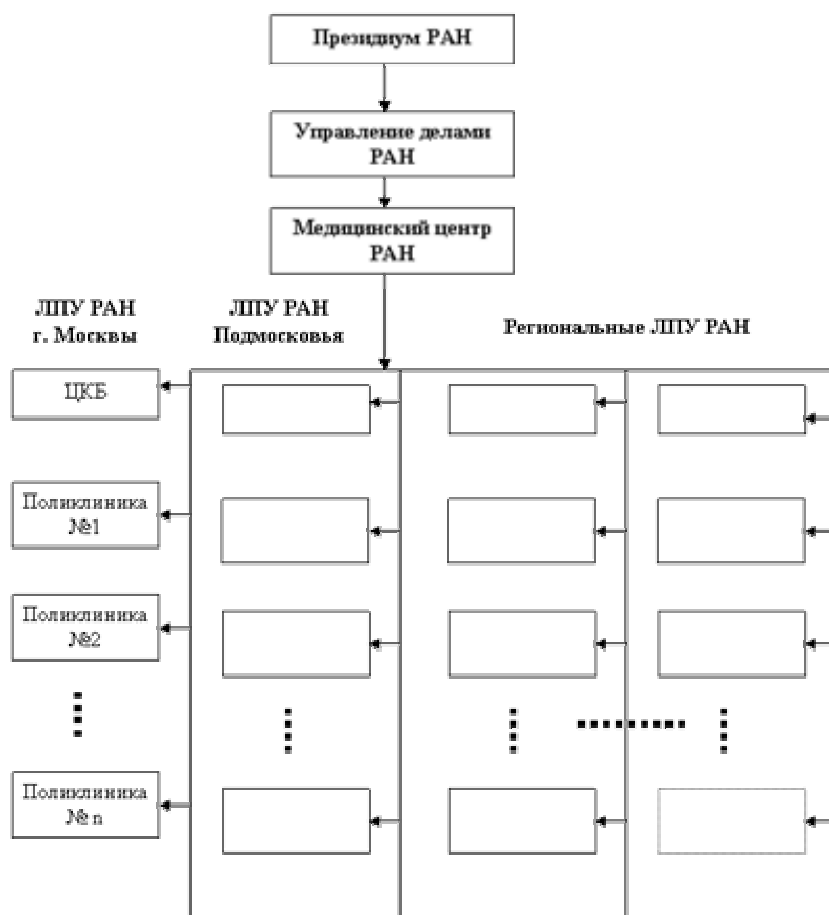 Президиум РАН
Управление делами
РАН
Медицинский центр
РАН
ЛПУ РАН
г. Москвы
ЛПУ РАН
Подмосковья
Региональные ЛПУ РАН
ЦКБ
Поликлиника
№1
Поликлиника
№2
Поликлиника
№ n